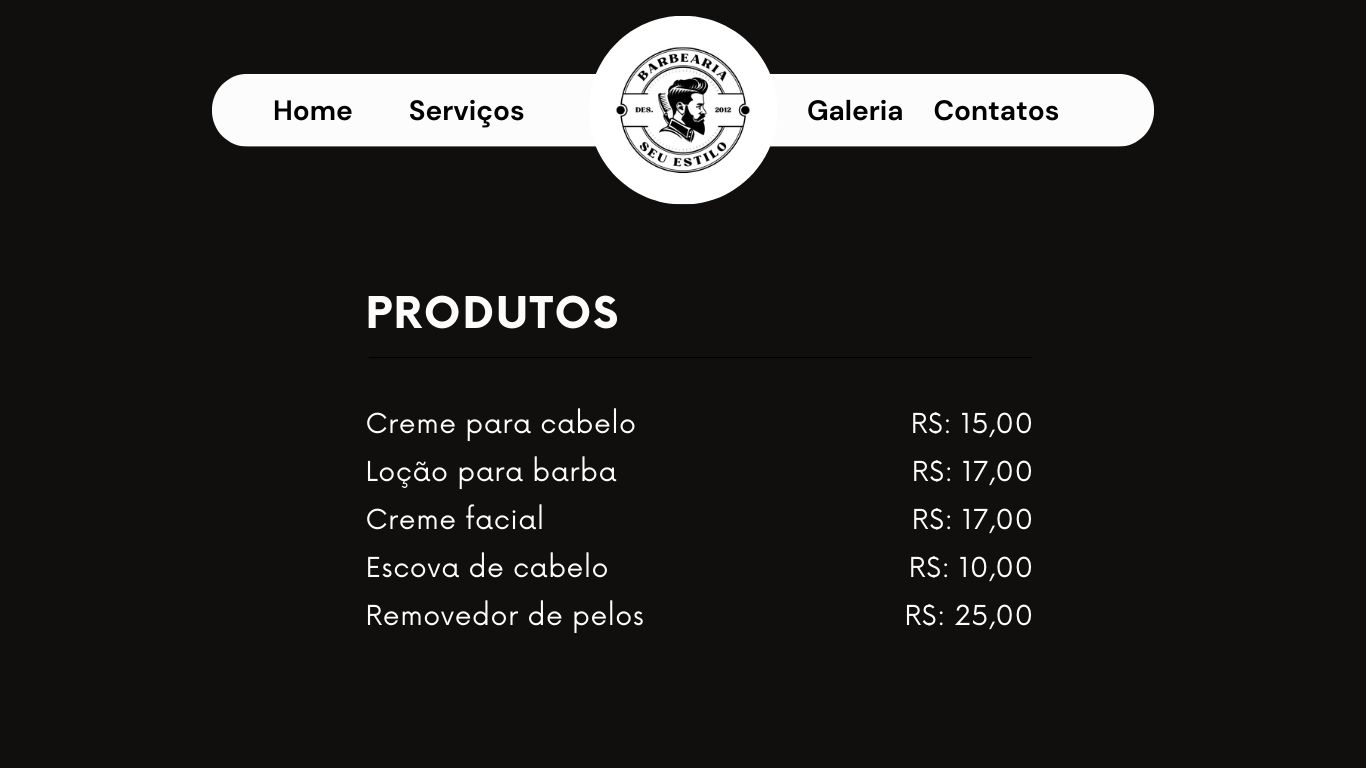 Home Serviços Galeria Contatos
BARBEARIA
DES. 2012
SEU ESTILO
PRODUTOS
Creme para cabelo RS: 15,00
Loção para barba RS: 17,00
Creme facial RS: 17,00
Escova de cabelo RS: 10,00
Removedor de pelos RS: 25,00